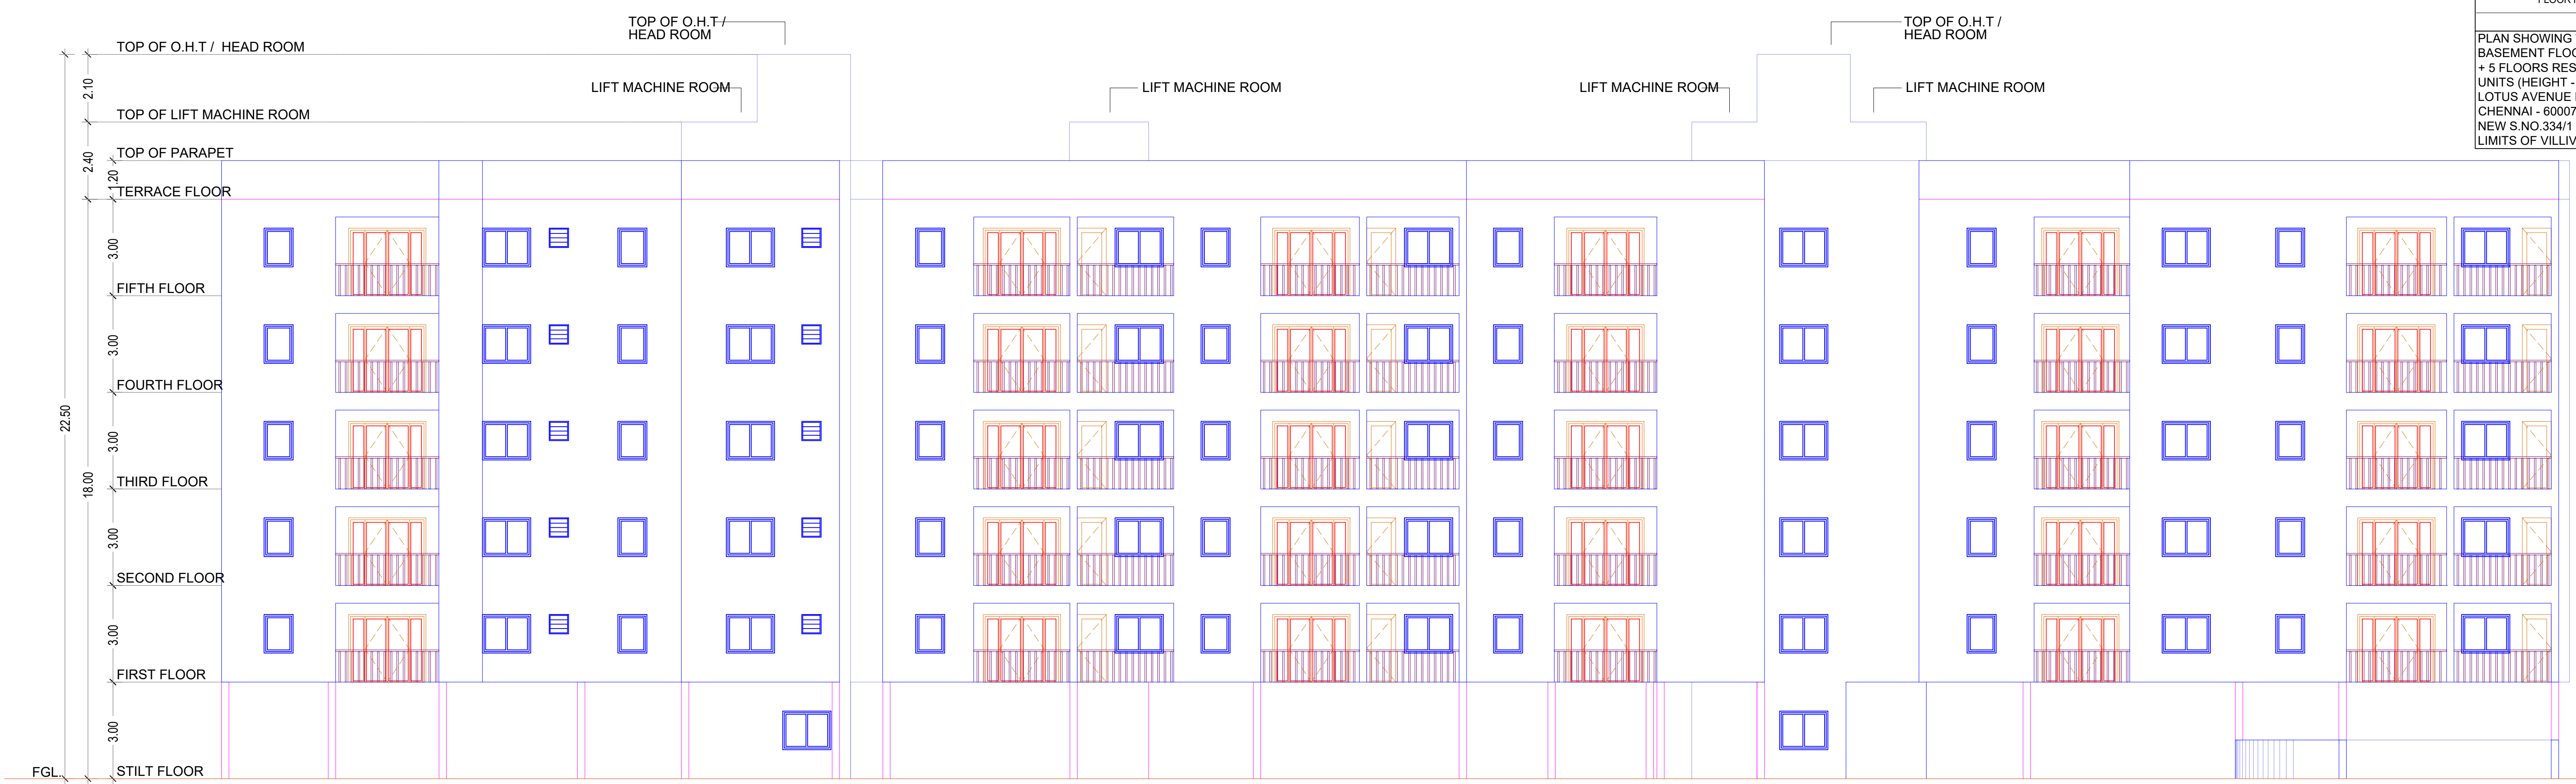 TOP OF O.H.T /
HEAD ROOM
TOP OF O.H.T /
HEAD ROOM
TOP OF O.H.T / HEAD ROOM
LIFT MACHINE ROOM
LIFT MACHINE ROOM
LIFT MACHINE ROOM
LIFT MACHINE ROOM
PLAN SHOWING
+ 5 FLOORS RES
UNITS (HEIGHT -
LOTUS AVENUE
CHENNAI - 60007
NEW S.NO.334/1
LIMITS OF VILLIV
2.10
TOP OF LIFT MACHINE ROOM
2.40
TOP OF PARAPET
1.20
TERRACE FLOOR
3.00
FIFTH FLOOR
3.00
FOURTH FLOOR
22.50
3.00
18.00
THIRD FLOOR
3.00
SECOND FLOOR
3.00
FIRST FLOOR
3.00
FGL.
STILT FLOOR